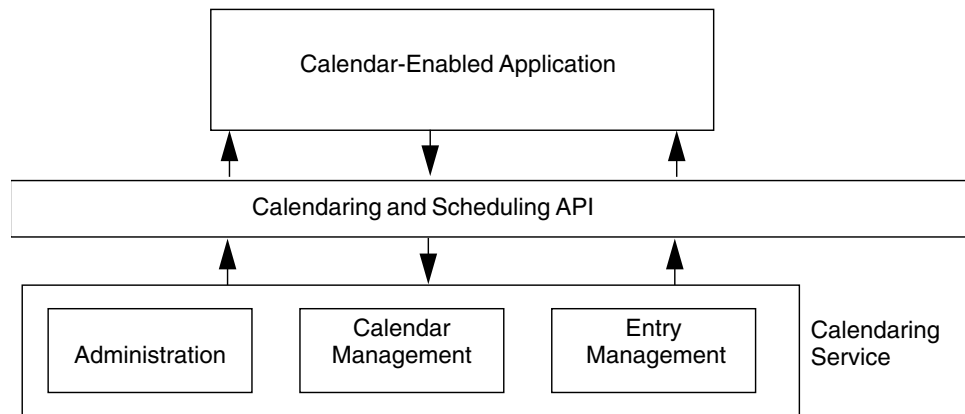 Calendar-Enabled Application
Calendaring and Scheduling API
Administration
Calendar
Management
Entry
Management
Calendaring
Service